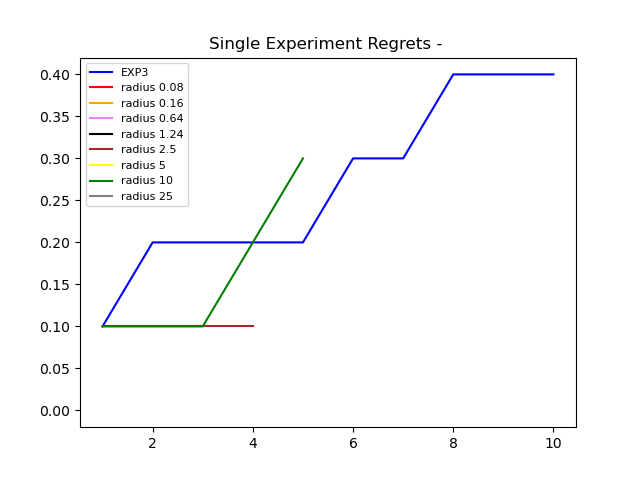 Single Experiment Regrets -
0.40
0.35
0.30
0.25
0.20
0.15
0.10
0.05
0.00
EXP3
radius 0.08
radius 0.16
radius 0.64
radius 1.24
radius 2.5
radius 5
radius 10
radius 25
2 4 6 8 10